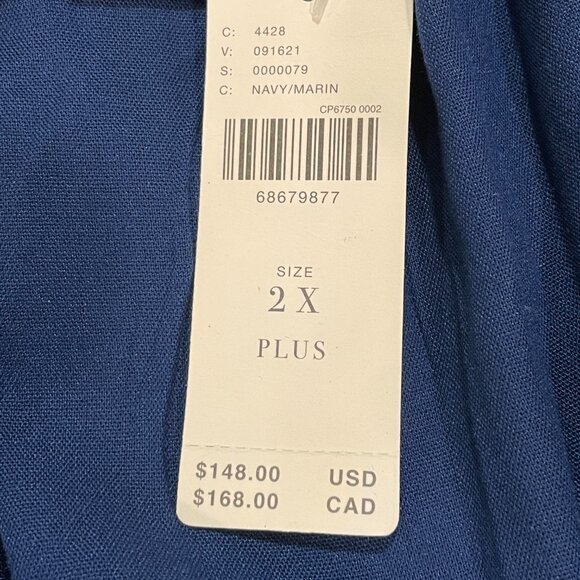 C: 4428
V: 091621
S: 0000079
C: NAVY/MARIN
CP6750 0002
68679877
SIZE
2 X
PLUS
$148.00 USD
$168.00 CAD